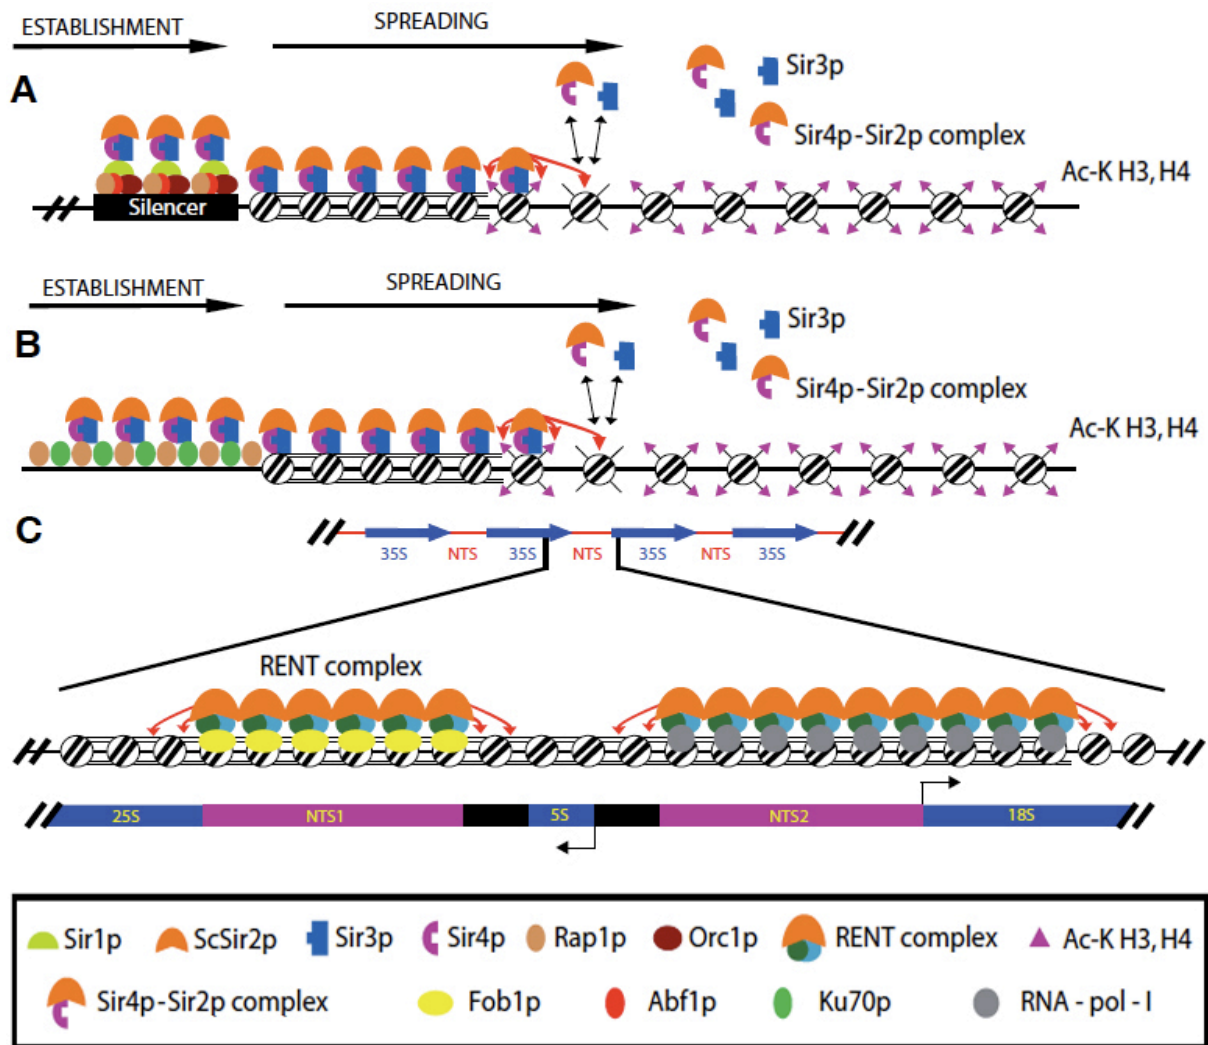 ESTABLISHMENT
SPREADING
A
Sir3p
Sir4p-Sir2p complex
Ac-K H3, H4
Silencer
ESTABLISHMENT
SPREADING
B
Sir3p
Sir4p-Sir2p complex
Ac-K H3, H4
C
35S NTS 35S NTS 35S NTS 35S
RENT complex
25S NTS1 5S NTS2 18S
Sir1p ScSir2p Sir3p Sir4p Rap1p Orc1p RENT complex Ac-K H3, H4
Sir4p-Sir2p complex Fob1p Abf1p Ku70p RNA - pol - I